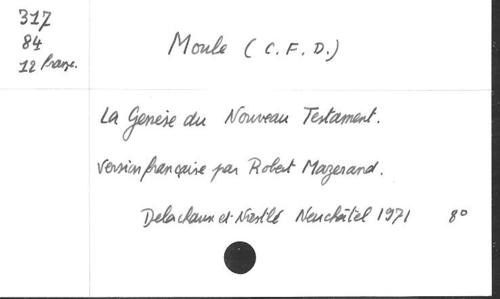 317
84
12 franç.
Moule (C.F.D.)
La Genèse du Nouveau Testament.
Version française par Robert Mazerand.
Delachaux et Niestlé Neuchâtel 1971 8°